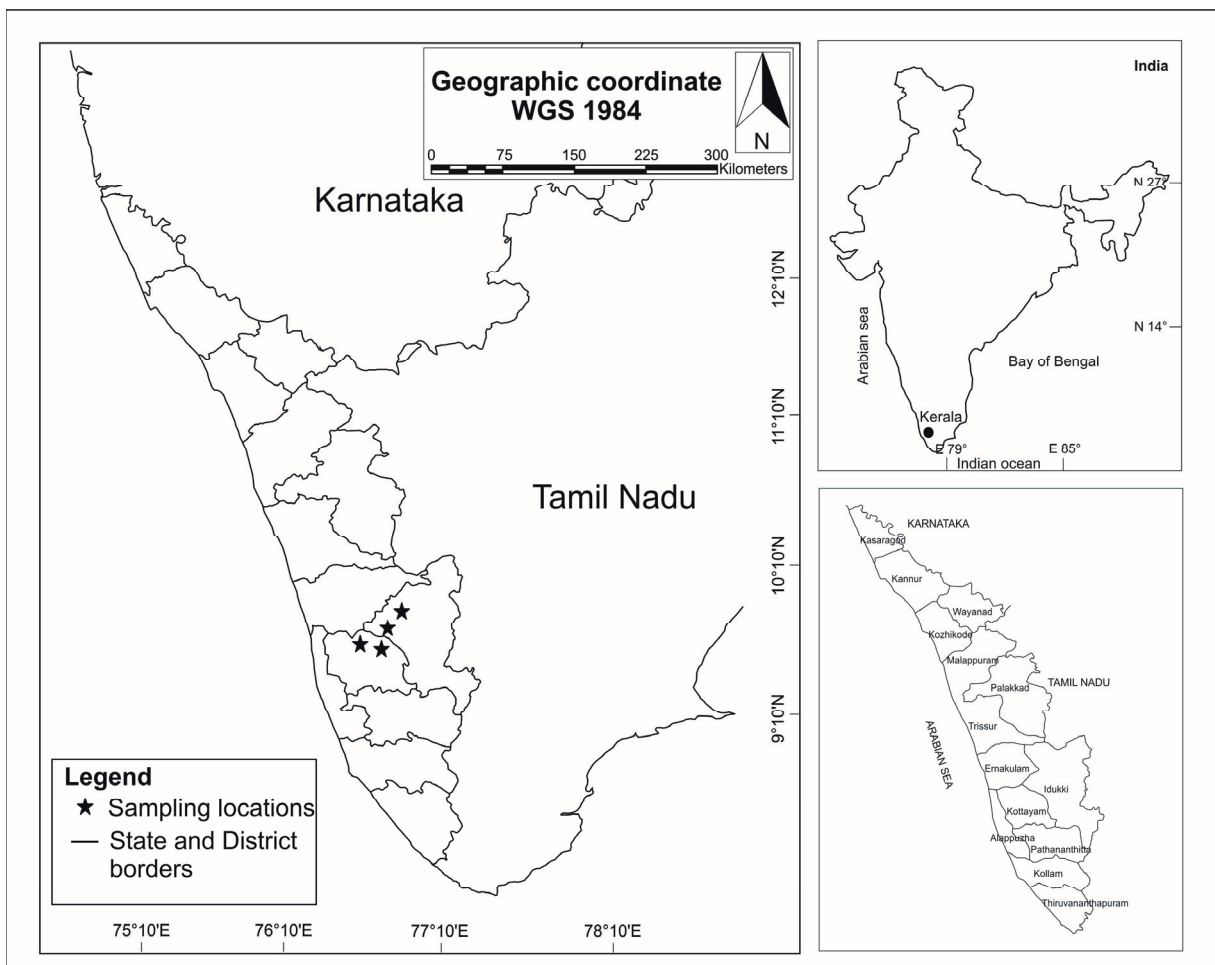 Geographic coordinate
WGS 1984
N
0 75 150 225 300
Kilometers
Karnataka
Tamil Nadu
12°10'N
11°10'N
10°10'N
9°10'N
Legend
Sampling locations
State and District
borders
75°10'E 76°10'E 77°10'E 78°10'E
India
N 27°
N 14°
Arabian sea
Bay of Bengal
Kerala
E 79° E 85°
Indian ocean
KARNATAKA
Kasaragod
Kannur
Wayanad
Kozhikode
Malappuram
Palakkad
TAMIL NADU
Trissur
ARABIAN SEA
Ernakulam
Idukki
Kottayam
Alappuzha
Pathananthitta
Kollam
Thiruvananthapuram